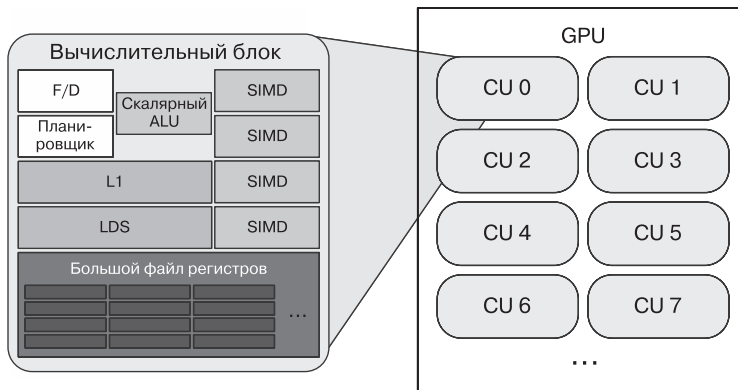 Вычислительный блок
F/D
Скалярный
ALU
SIMD
Плани-
ровщик
SIMD
L1
SIMD
LDS
SIMD
Большой файл регистров
...
GPU
CU 0
CU 1
CU 2
CU 3
CU 4
CU 5
CU 6
CU 7
...